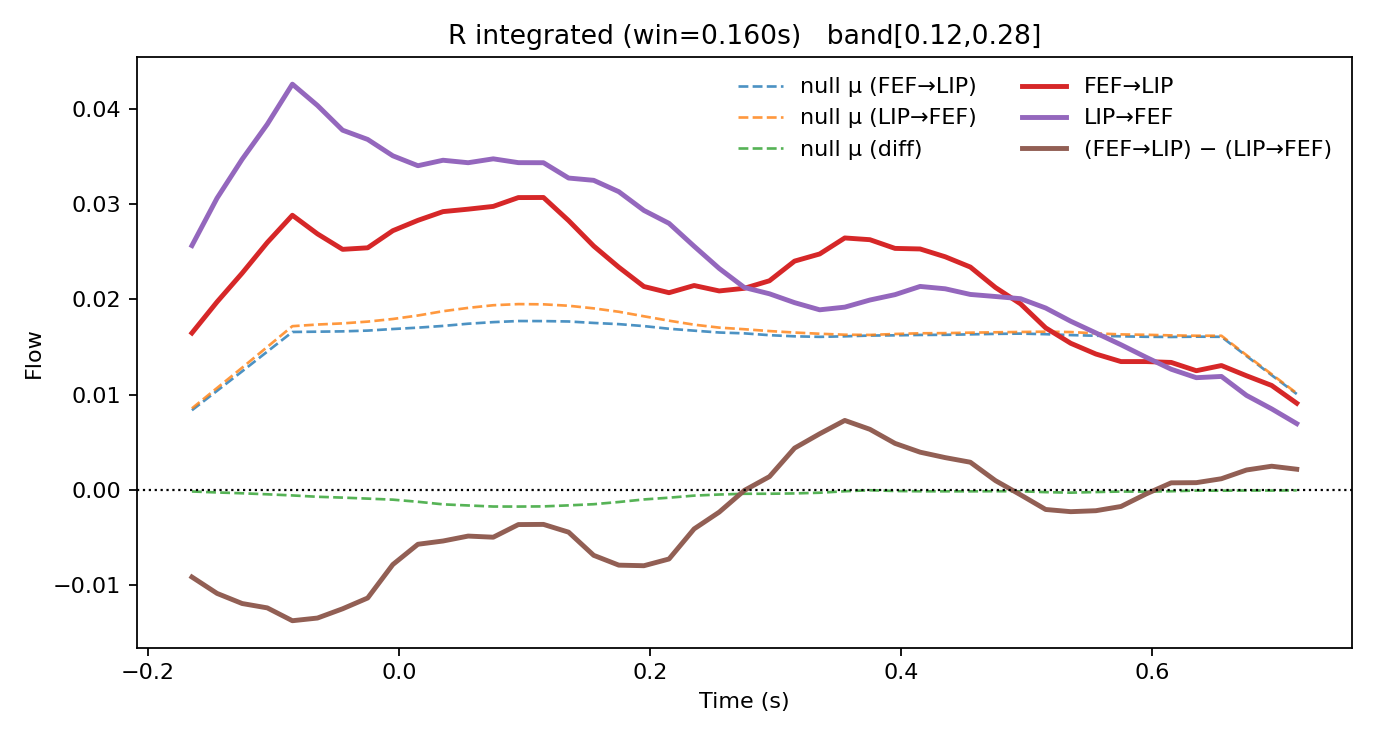 R integrated (win=0.160s)   band[0.12,0.28]
null μ (FEF→LIP)
null μ (LIP→FEF)
null μ (diff)
FEF→LIP
LIP→FEF
(FEF→LIP) − (LIP→FEF)
Flow
0.04
0.03
0.02
0.01
0.00
−0.01
−0.2
0.0
0.2
0.4
0.6
Time (s)